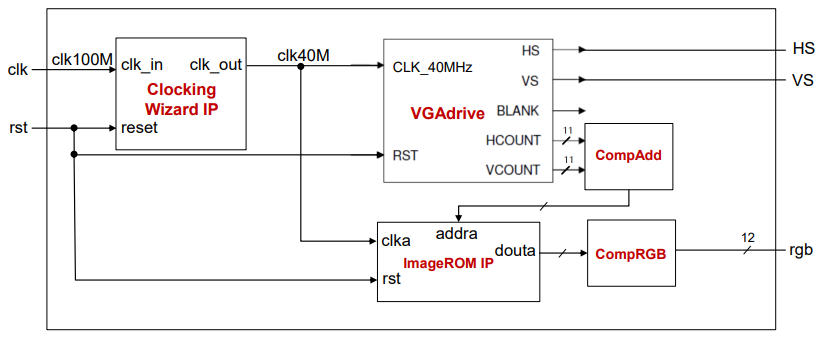 clk
clk100M
clk_in
clk_out
Clocking
Wizard IP
reset
rst
clk40M
CLK_40MHz
VGAdrive
RST
HS
VS
BLANK
HCOUNT
VCOUNT
11
11
CompAdd
HS
VS
clka
addra
douta
ImageROM IP
rst
CompRGB
12
rgb